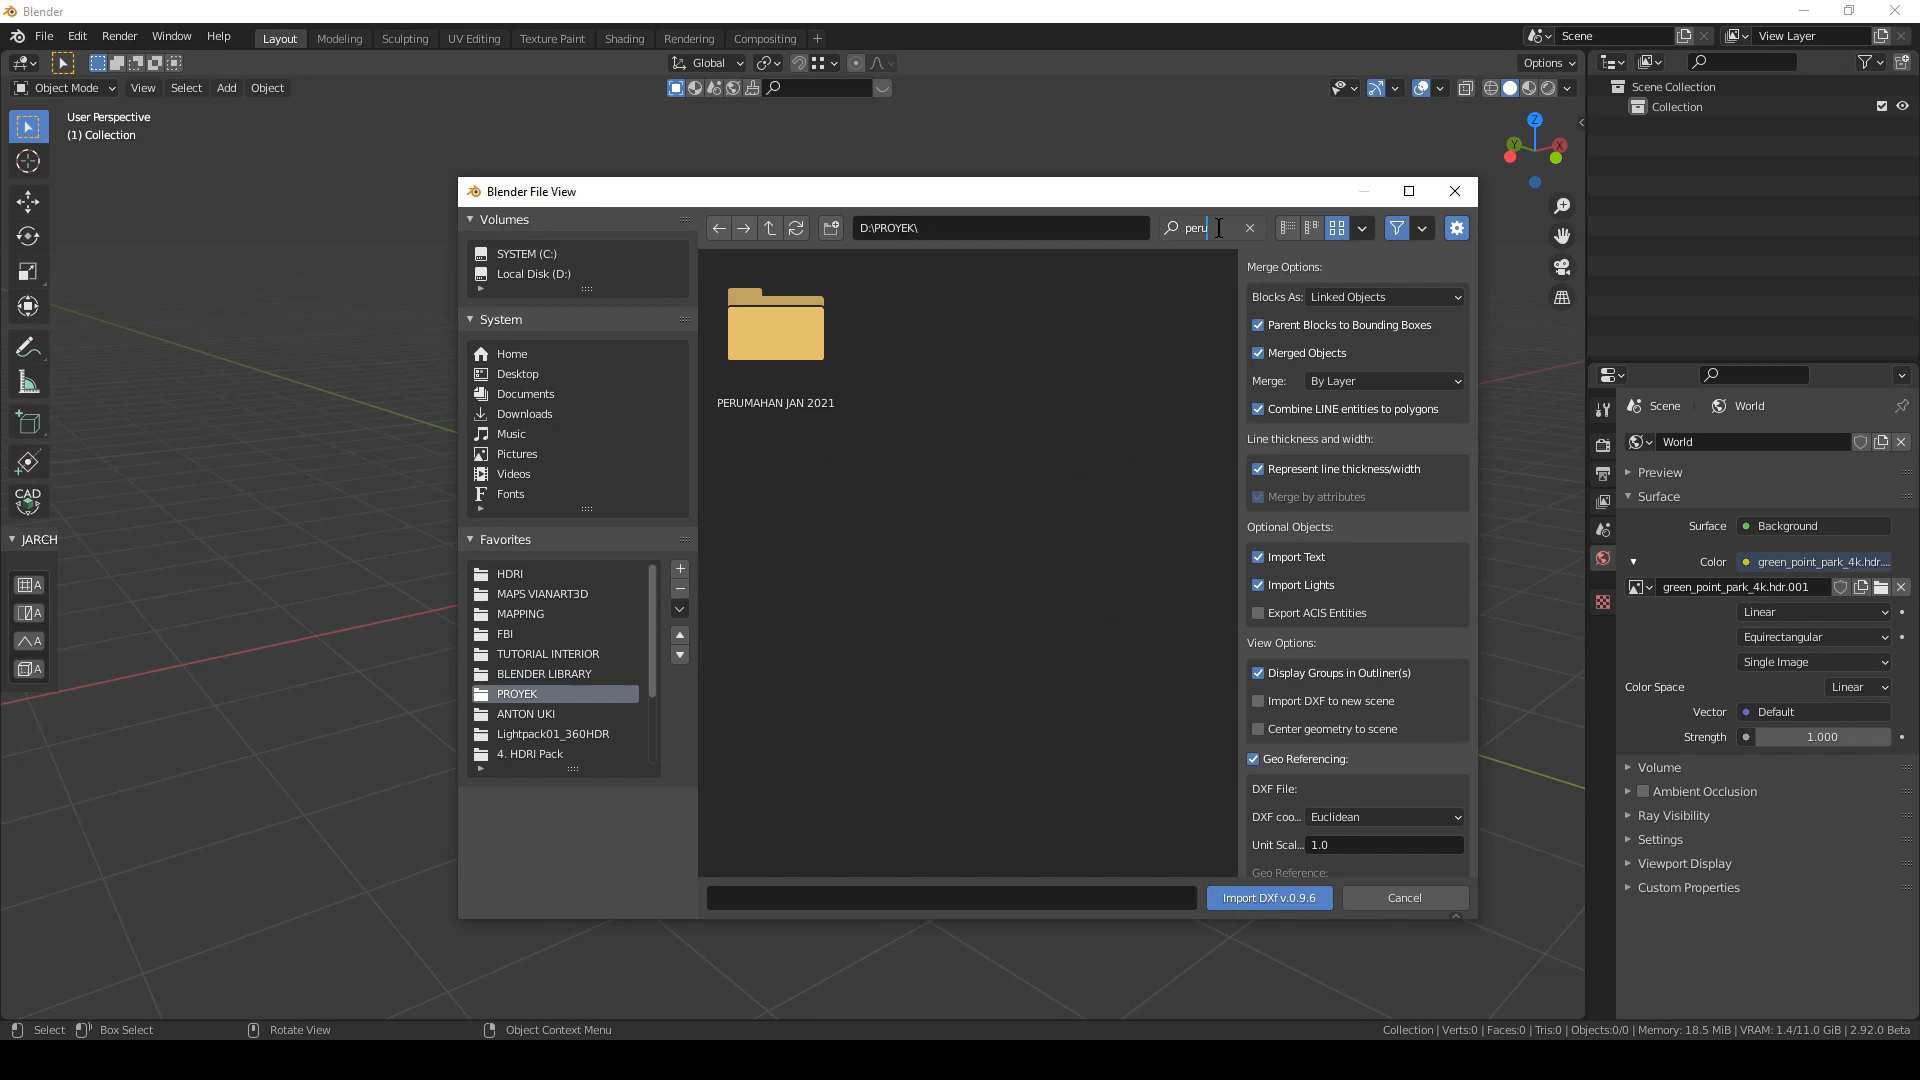 Blender
File Edit Render Window Help
Layout Modeling Sculpting UV Editing Texture Paint Shading Rendering Compositing +
Scene
View Layer
Global
Options
Object Mode View Select Add Object
User Perspective
(1) Collection
Z
Y
X
Scene Collection
Collection
Blender File View
Volumes
SYSTEM (C:)
Local Disk (D:)
System
Home
Desktop
Documents
Downloads
Music
Pictures
Videos
Fonts
Favorites
HDRI
MAPS VIANART3D
MAPPING
FBI
TUTORIAL INTERIOR
BLENDER LIBRARY
PROYEK
ANTON UKI
Lightpack01_360HDR
4. HDRI Pack
D:\PROYEK\
peru
PERUMAHAN JAN 2021
Merge Options:
Blocks As: Linked Objects
Parent Blocks to Bounding Boxes
Merged Objects
Merge: By Layer
Combine LINE entities to polygons
Line thickness and width:
Represent line thickness/width
Merge by attributes
Optional Objects:
Import Text
Import Lights
Export ACIS Entities
View Options:
Display Groups in Outliner(s)
Import DXF to new scene
Center geometry to scene
Geo Referencing:
DXF File:
DXF coo... Euclidean
Unit Scal... 1.0
Geo Reference:
Import DXf v.0.9.6
Cancel
CAD
JARCH
A
A
A
A
Scene World
World
Preview
Surface
Surface Background
Color green_point_park_4k.hdr....
green_point_park_4k.hdr.001
Linear
Equirectangular
Single Image
Color Space Linear
Vector Default
Strength 1.000
Volume
Ambient Occlusion
Ray Visibility
Settings
Viewport Display
Custom Properties
Select Box Select Rotate View Object Context Menu
Collection | Verts:0 | Faces:0 | Tris:0 | Objects:0/0 | Memory: 18.5 MiB | VRAM: 1.4/11.0 GiB | 2.92.0 Beta